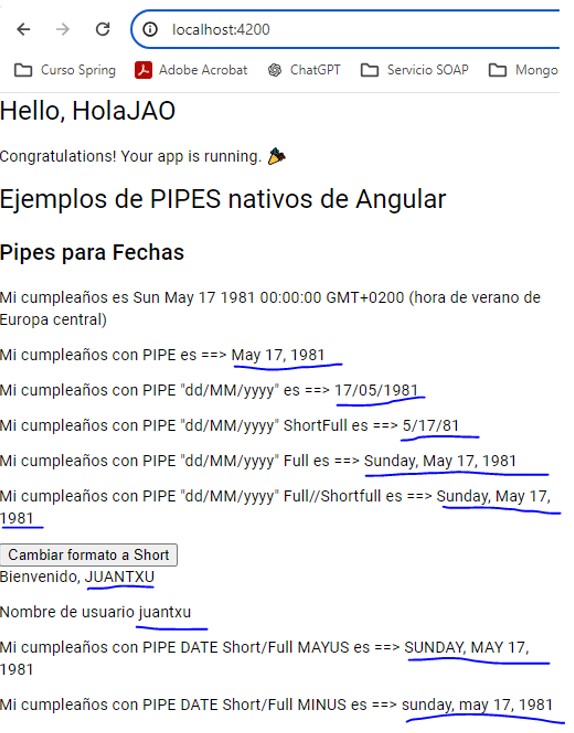 localhost:4200
Curso Spring Adobe Acrobat ChatGPT Servicio SOAP Mongo
Hello, HolaJAO
Congratulations! Your app is running. 🎉
Ejemplos de PIPES nativos de Angular
Pipes para Fechas
Mi cumpleaños es Sun May 17 1981 00:00:00 GMT+0200 (hora de verano de
Europa central)
Mi cumpleaños con PIPE es ==> May 17, 1981
Mi cumpleaños con PIPE "dd/MM/yyyy" es ==> 17/05/1981
Mi cumpleaños con PIPE "dd/MM/yyyy" ShortFull es ==> 5/17/81
Mi cumpleaños con PIPE "dd/MM/yyyy" Full es ==> Sunday, May 17, 1981
Mi cumpleaños con PIPE "dd/MM/yyyy" Full//Shortfull es ==> Sunday, May 17,
1981
Cambiar formato a Short
Bienvenido, JUANTXU
Nombre de usuario juantxu
Mi cumpleaños con PIPE DATE Short/Full MAYUS es ==> SUNDAY, MAY 17,
1981
Mi cumpleaños con PIPE DATE Short/Full MINUS es ==> sunday, may 17, 1981